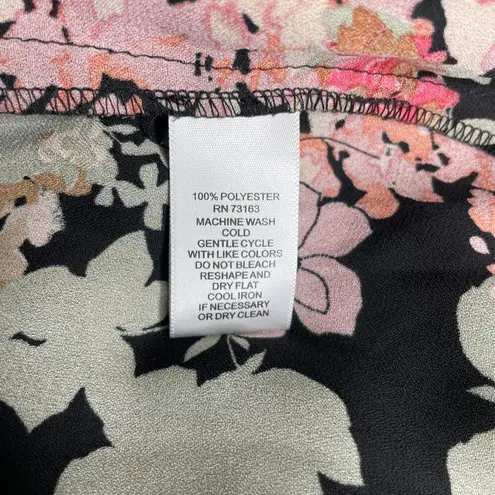 100% POLYESTER
RN 73163
MACHINE WASH
COLD
GENTLE CYCLE
WITH LIKE COLORS
DO NOT BLEACH
RESHAPE AND
DRY FLAT
COOL IRON
IF NECESSARY
OR DRY CLEAN